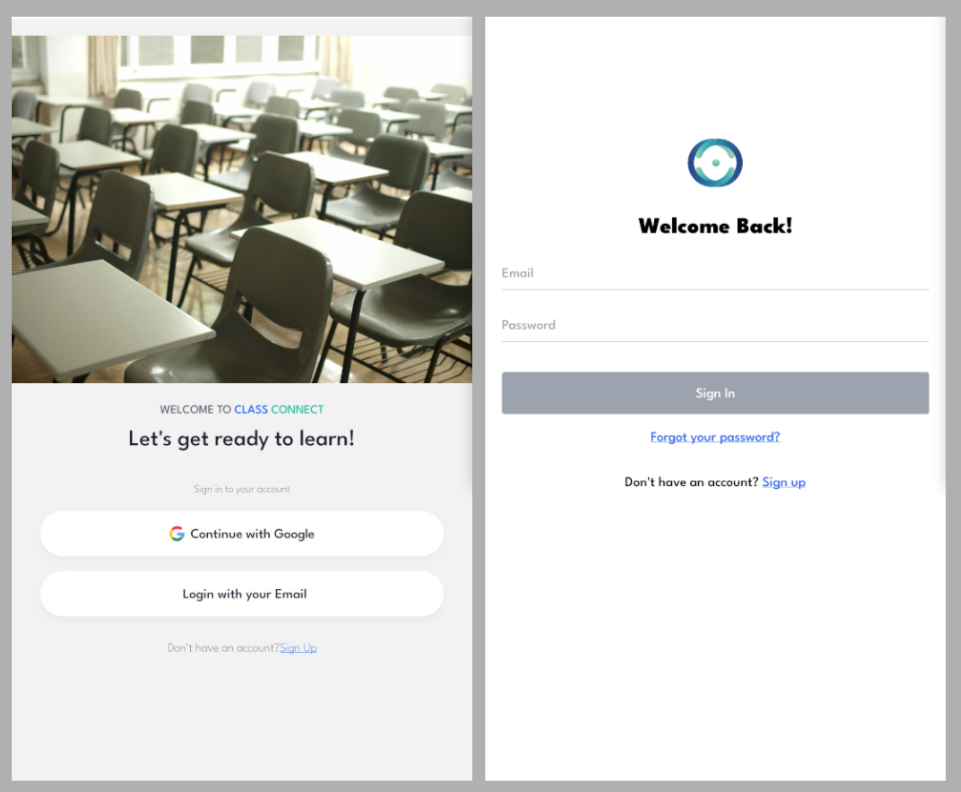 WELCOME TO CLASS CONNECT
Let's get ready to learn!
Sign in to your account
Continue with Google
Login with your Email
Don't have an account?Sign Up
Welcome Back!
Email
Password
Sign In
Forgot your password?
Don't have an account? Sign up